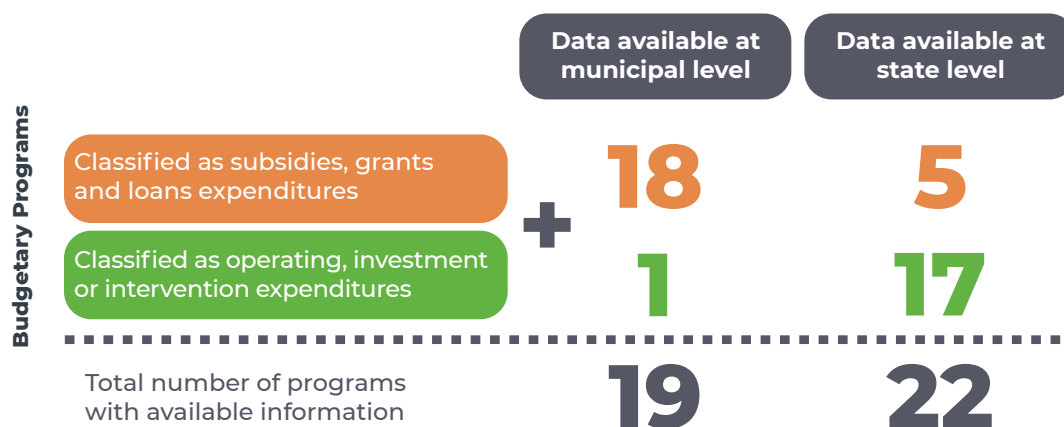 Data available at
municipal level
Data available at
state level
Budgetary Programs
Classified as subsidies, grants
and loans expenditures
18
5
+
Classified as operating, investment
or intervention expenditures
1
17
Total number of programs
with available information
19
22